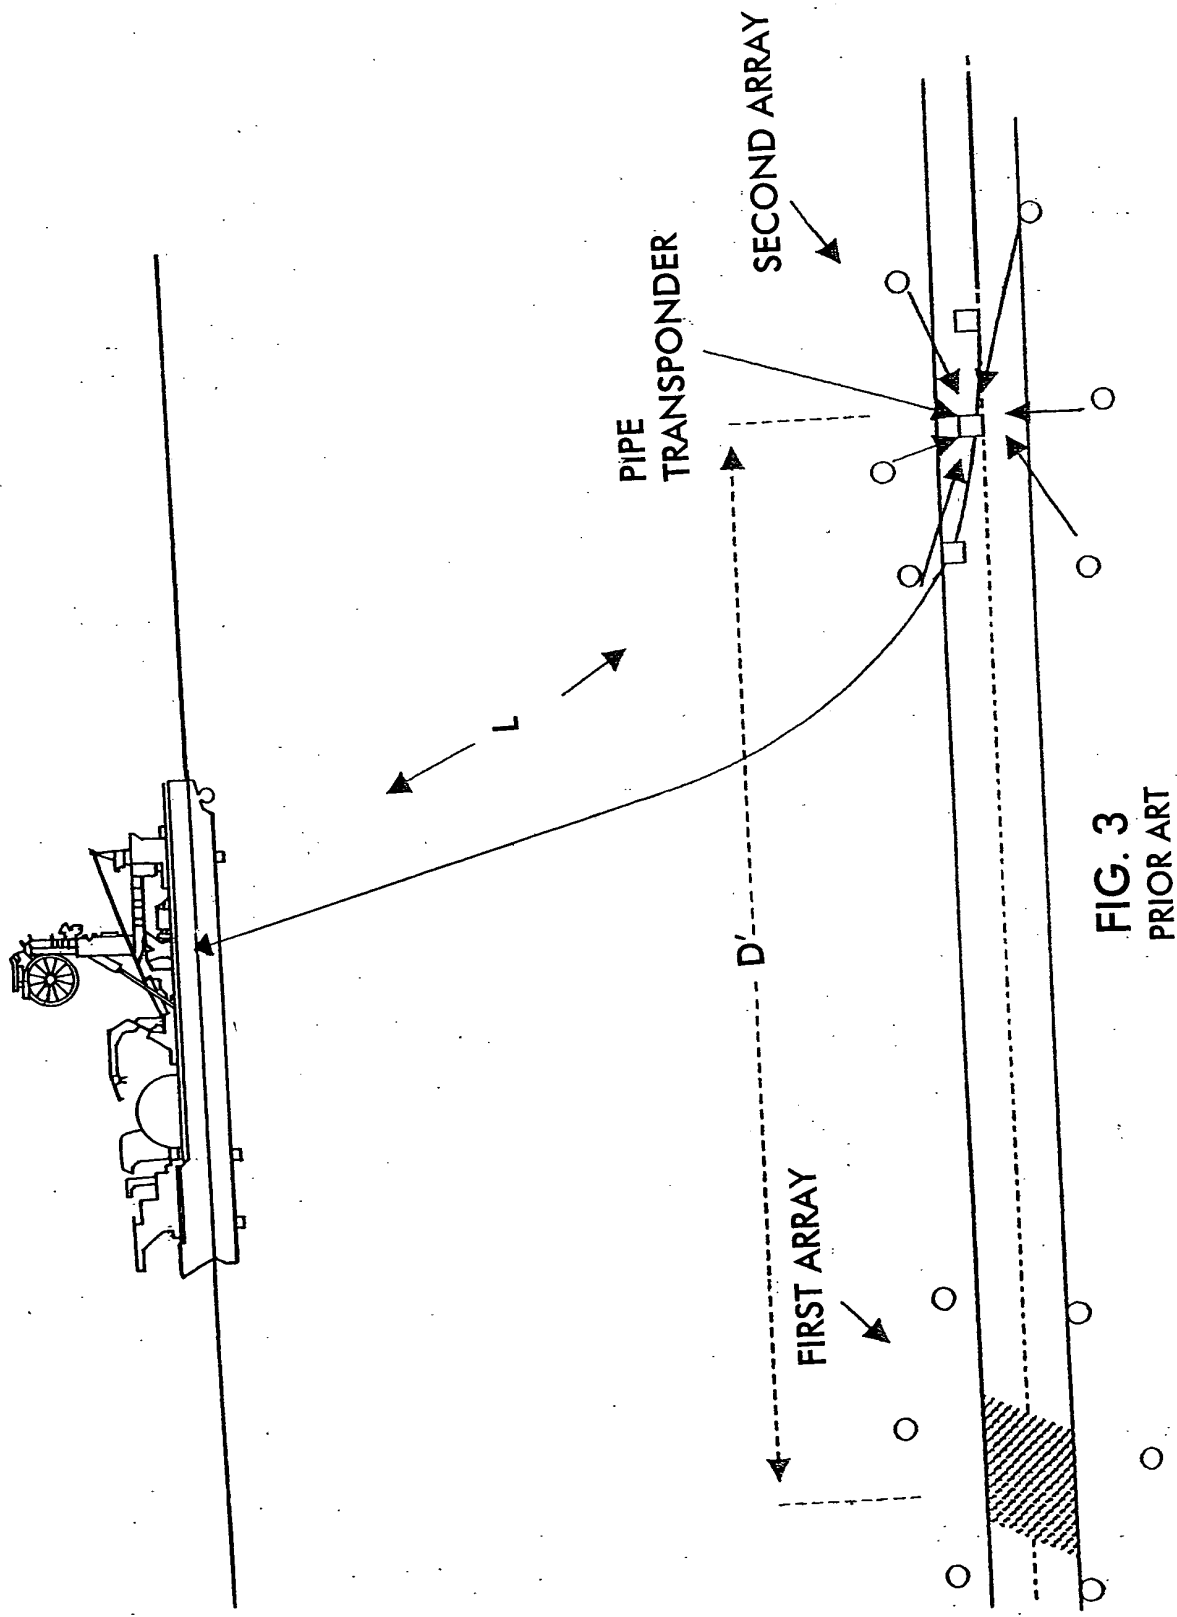 L
PIPE
TRANSPONDER
SECOND ARRAY
D'
FIRST ARRAY
FIG. 3
PRIOR ART